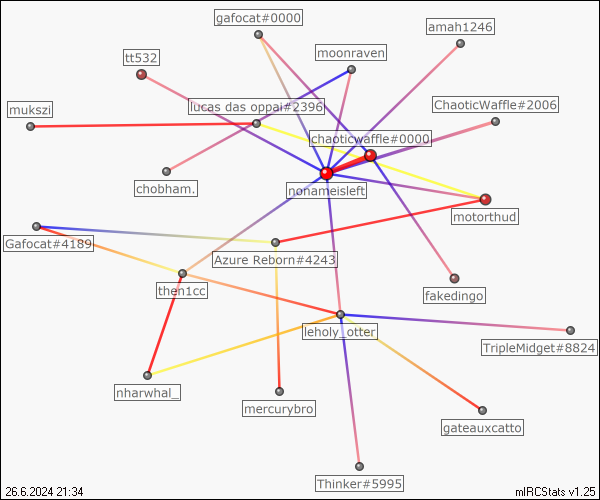 gafocat#0000
amah1246
tt532
moonraven
mukszi
lucas das oppai#2396
ChaoticWaffle#2006
chaoticwaffle#0000
chobham.
nonameisleft
motorthud
Gafocat#4189
Azure Reborn#4243
then1cc
fakedingo
leholy_otter
TripleMidget#8824
nharwhal_
mercurybro
gateauxcatto
Thinker#5995
26.6.2024 21:34
mIRCStats v1.25